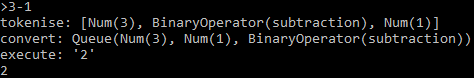 >3-1
tokenise: [Num(3), BinaryOperator(subtraction), Num(1)]
convert: Queue(Num(3), Num(1), BinaryOperator(subtraction))
execute: '2'
2